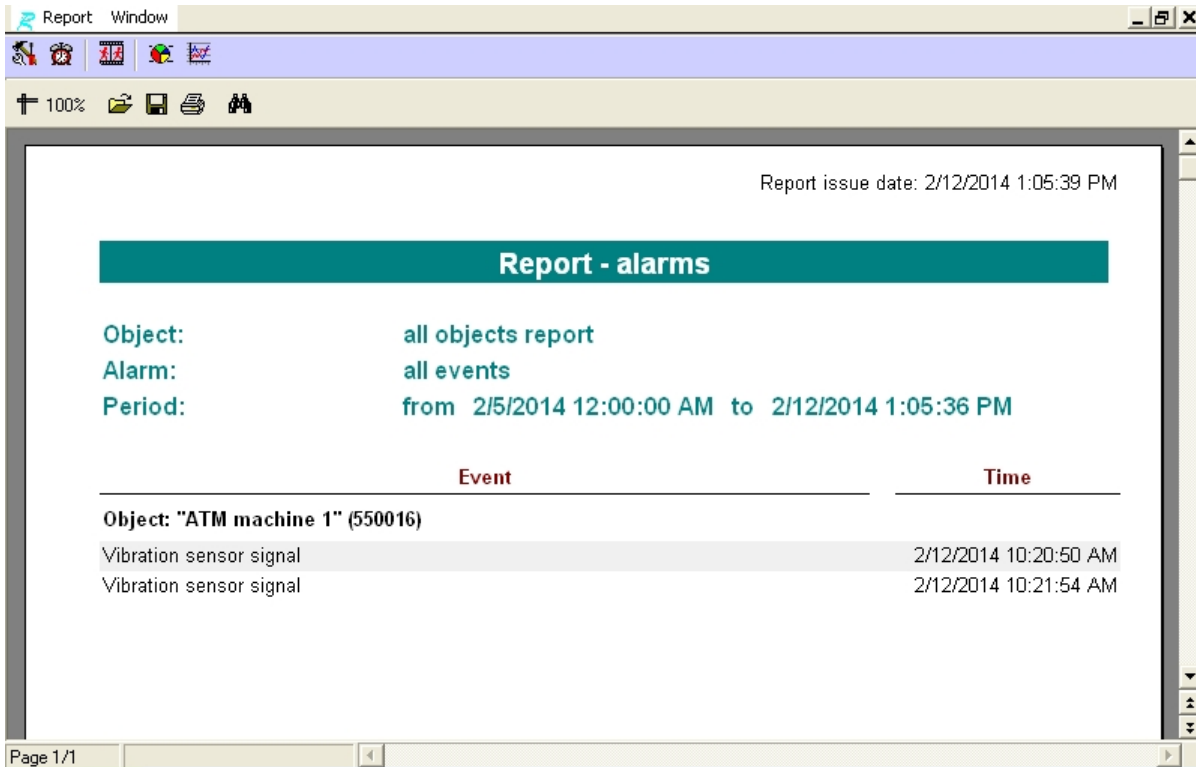 Report Window
100%
Report issue date: 2/12/2014 1:05:39 PM
Report - alarms
Object: all objects report
Alarm: all events
Period: from 2/5/2014 12:00:00 AM to 2/12/2014 1:05:36 PM
Event Time
Object: "ATM machine 1" (550016)
Vibration sensor signal 2/12/2014 10:20:50 AM
Vibration sensor signal 2/12/2014 10:21:54 AM
Page 1/1